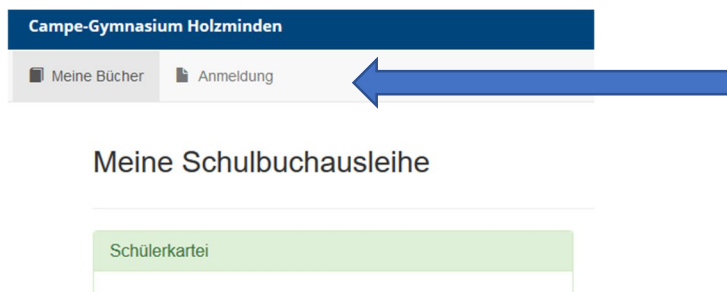 Campe-Gymnasium Holzminden
Meine Bücher Anmeldung
Meine Schulbuchausleihe
Schülerkartei